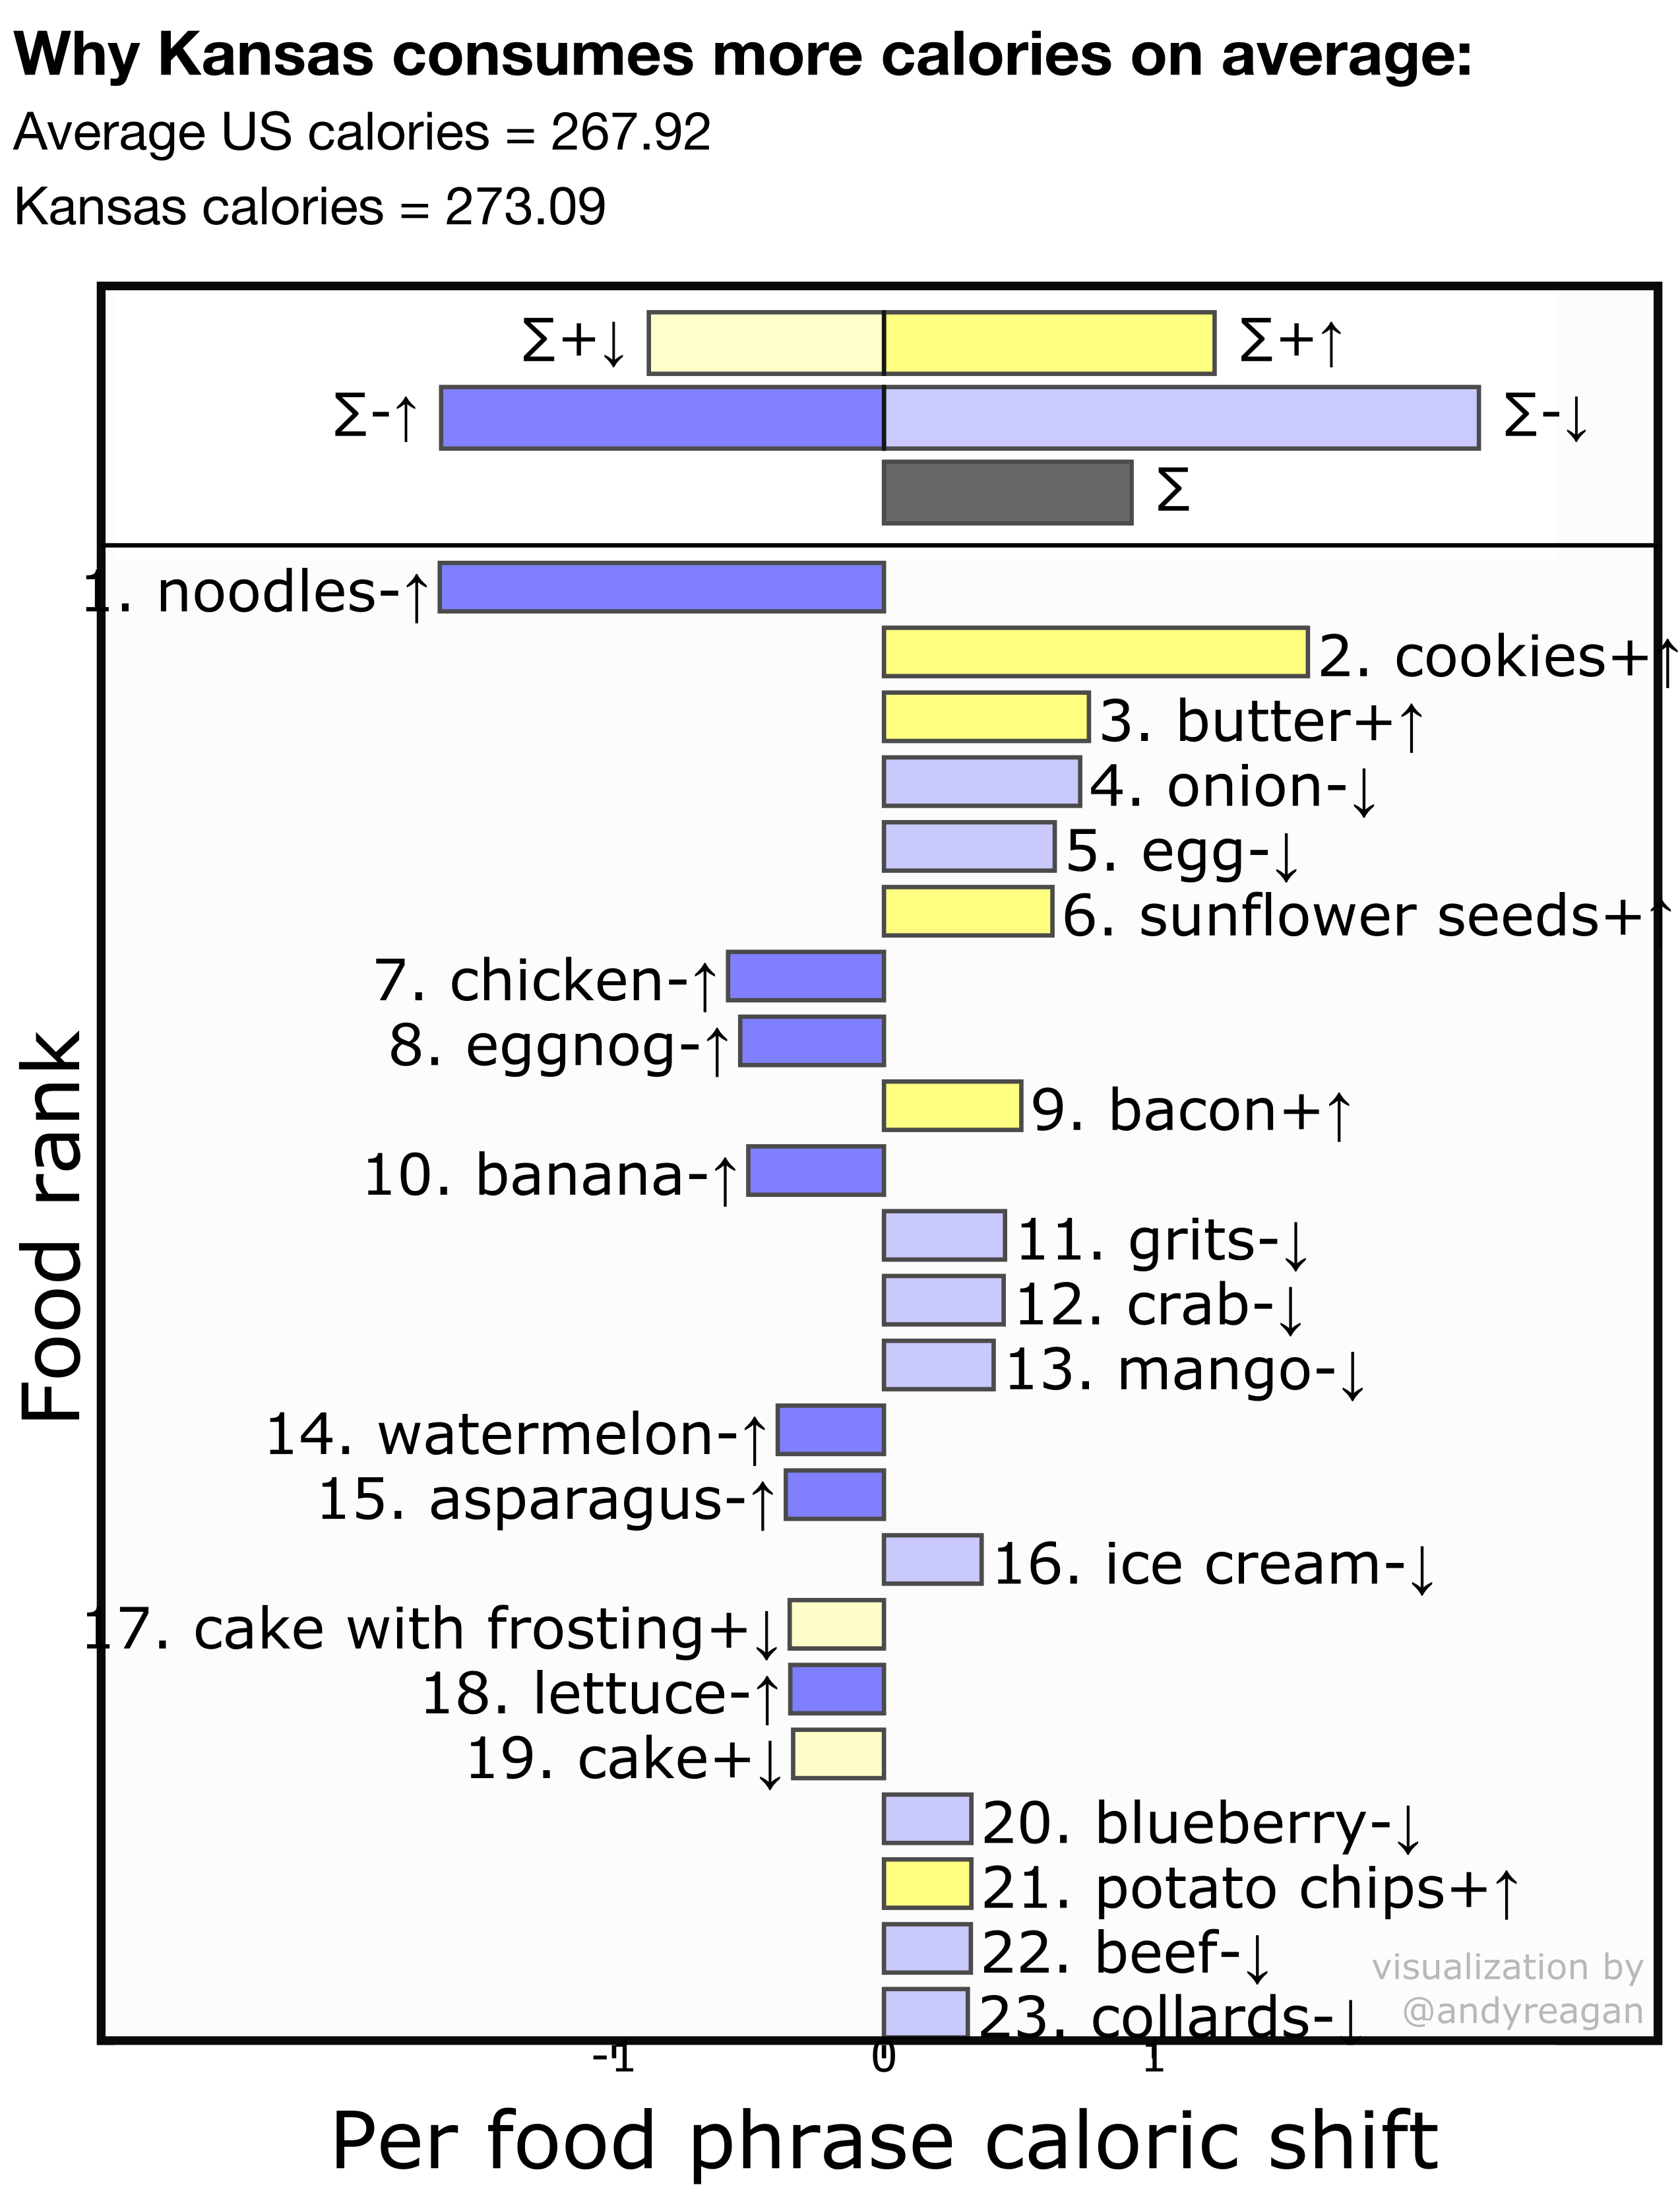 Why Kansas consumes more calories on average:
Average US calories = 267.92
Kansas calories = 273.09
∑+↓ ∑+↑
∑-↑ ∑-↓
∑
1. noodles-↑
2. cookies+↑
3. butter+↑
4. onion-↓
5. egg-↓
6. sunflower seeds+↑
7. chicken-↑
8. eggnog-↑
9. bacon+↑
10. banana-↑
11. grits-↓
12. crab-↓
13. mango-↓
14. watermelon-↑
15. asparagus-↑
16. ice cream-↓
17. cake with frosting+↓
18. lettuce-↑
19. cake+↓
20. blueberry-↓
21. potato chips+↑
22. beef-↓
23. collards-↓
visualization by
@andyreagan
Food rank
-1 0 1
Per food phrase caloric shift